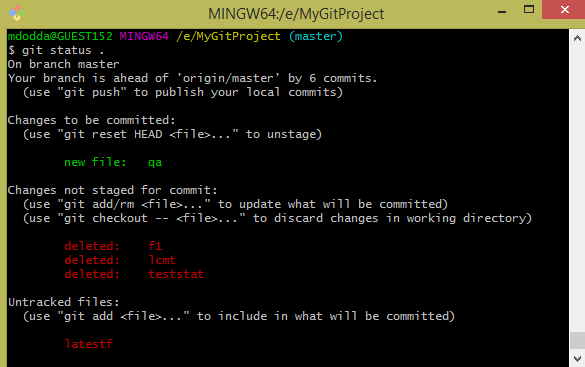 MINGW64:/e/MyGitProject
mdodda@GUEST152 MINGW64 /e/MyGitProject (master)
$ git status .
On branch master
Your branch is ahead of 'origin/master' by 6 commits.
  (use "git push" to publish your local commits)
Changes to be committed:
  (use "git reset HEAD <file>..." to unstage)
        new file:   qa
Changes not staged for commit:
  (use "git add/rm <file>..." to update what will be committed)
  (use "git checkout -- <file>..." to discard changes in working directory)
        deleted:    f1
        deleted:    lcmt
        deleted:    teststat
Untracked files:
  (use "git add <file>..." to include in what will be committed)
        latestf